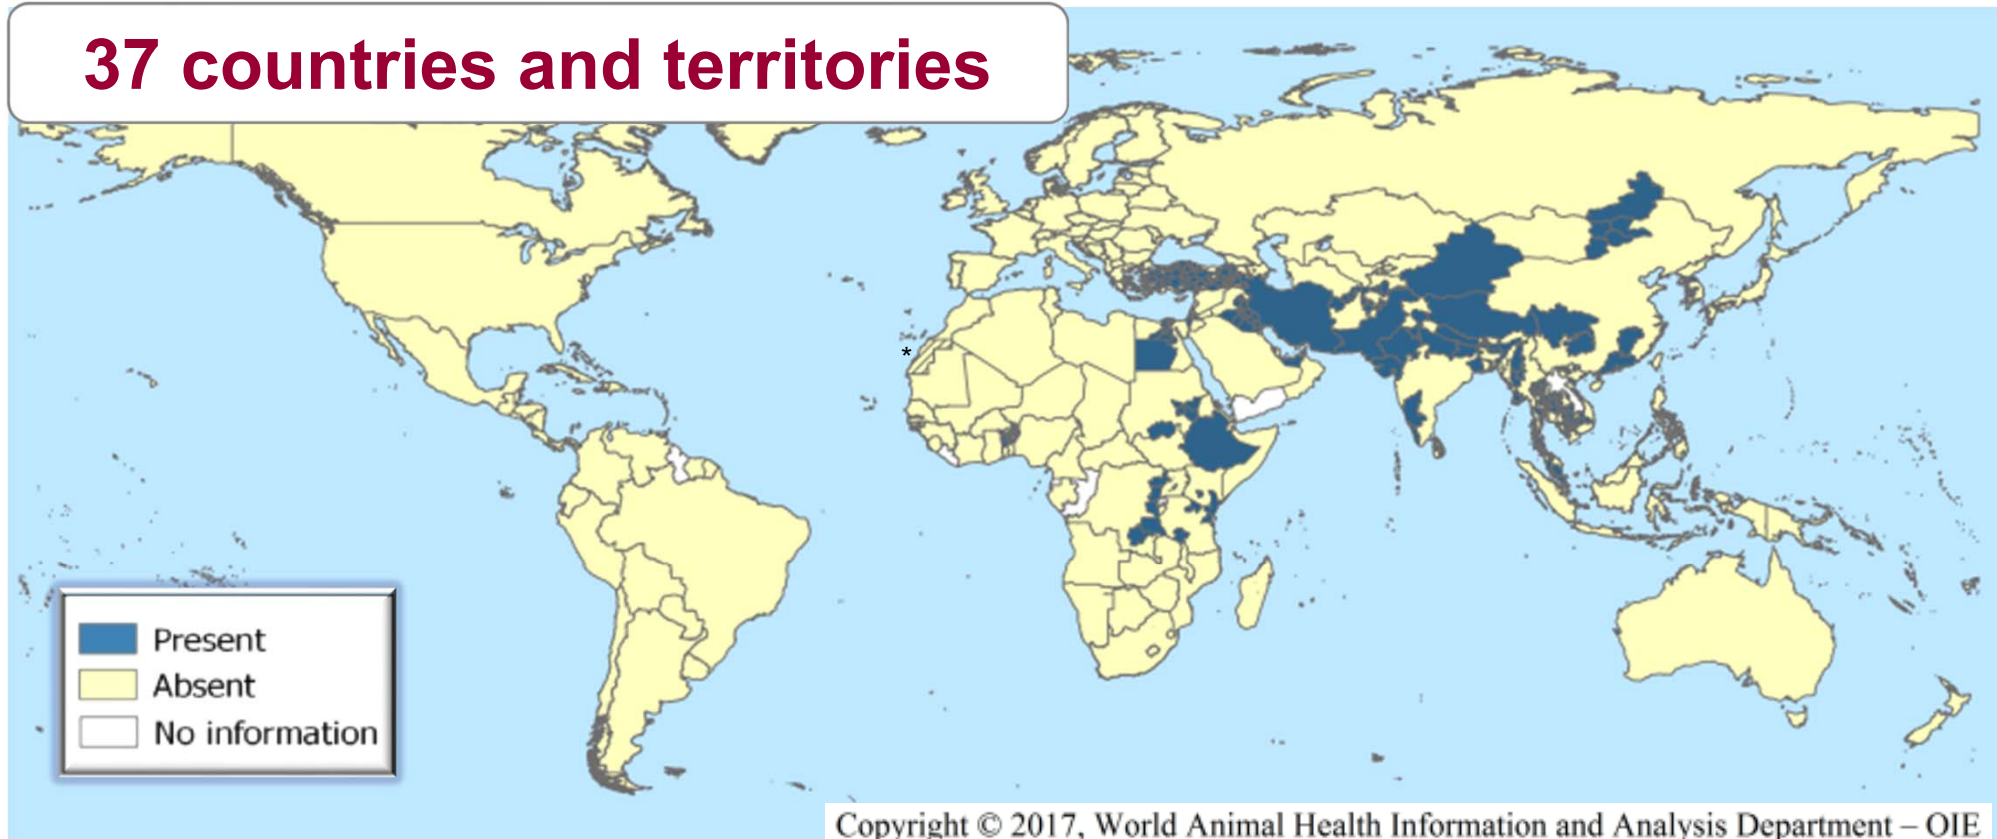 37 countries and territories
*
Present
Absent
No information
Copyright © 2017, World Animal Health Information and Analysis Department – OIE